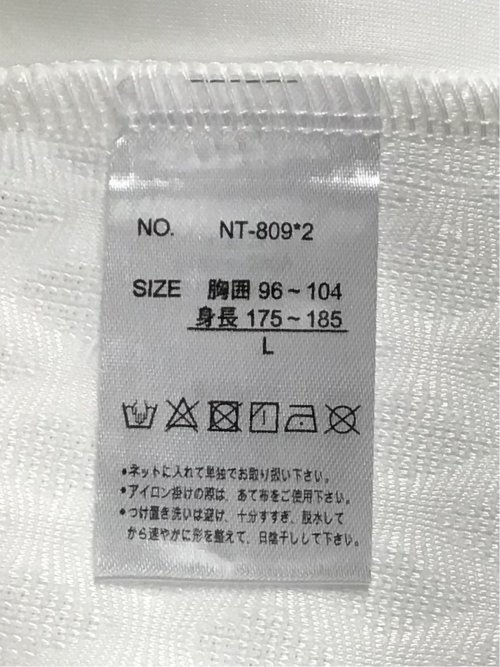 NO. NT-809*2
SIZE 胸囲 96～104
身長 175～185
L
•ネットに入れて単独でお取り扱い下さい。
•アイロン掛けの際は、あて布をご使用下さい。
•つけ置き洗いは避け、十分すすぎ、脱水して
から速やかに形を整えて、日陰干しして下さい。